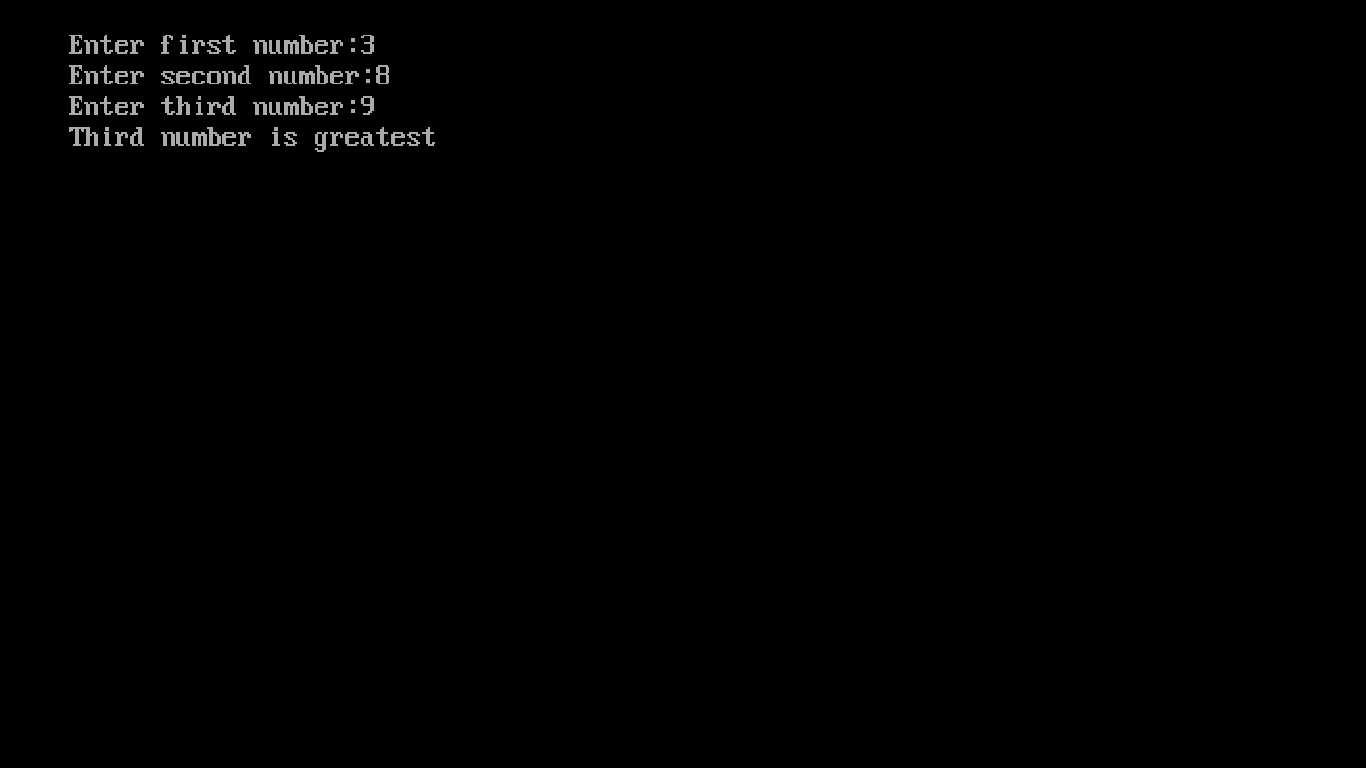 Enter first number:3
Enter second number:8
Enter third number:9
Third number is greatest